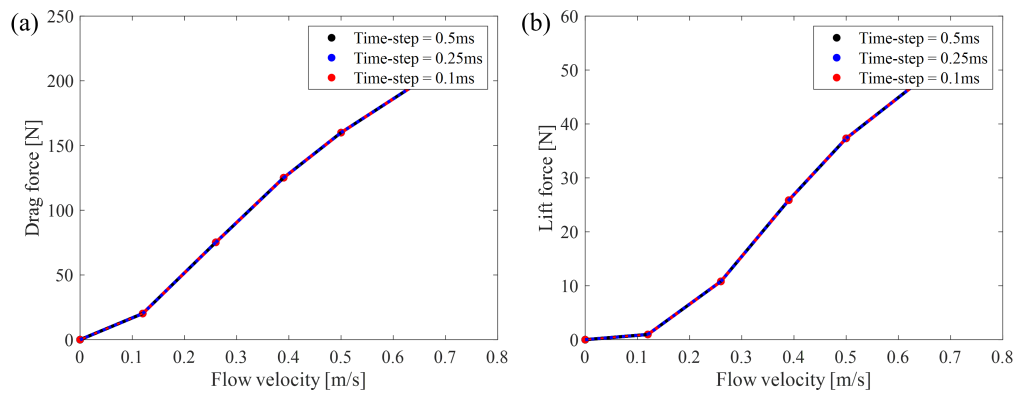 (a)
250
200
150
100
50
0
Drag force [N]
Time-step = 0.5ms
Time-step = 0.25ms
Time-step = 0.1ms
0 0.1 0.2 0.3 0.4 0.5 0.6 0.7 0.8
Flow velocity [m/s]
(b)
60
50
40
30
20
10
0
Lift force [N]
Time-step = 0.5ms
Time-step = 0.25ms
Time-step = 0.1ms
0 0.1 0.2 0.3 0.4 0.5 0.6 0.7 0.8
Flow velocity [m/s]